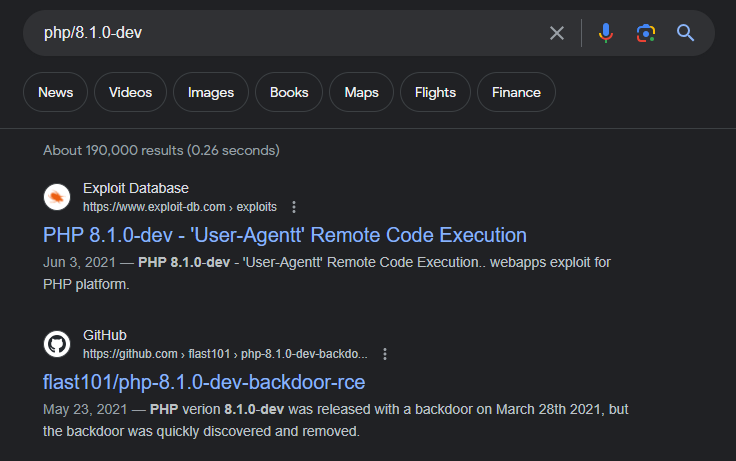 php/8.1.0-dev
News Videos Images Books Maps Flights Finance
About 190,000 results (0.26 seconds)
Exploit Database
https://www.exploit-db.com › exploits
PHP 8.1.0-dev - 'User-Agentt' Remote Code Execution
Jun 3, 2021 — PHP 8.1.0-dev - 'User-Agentt' Remote Code Execution.. webapps exploit for
PHP platform.
GitHub
https://github.com › flast101 › php-8.1.0-dev-backdo...
flast101/php-8.1.0-dev-backdoor-rce
May 23, 2021 — PHP verion 8.1.0-dev was released with a backdoor on March 28th 2021, but
the backdoor was quickly discovered and removed.